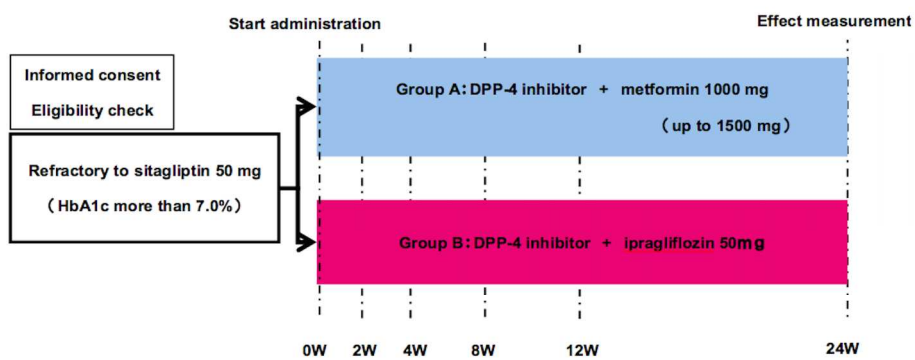 Start administration
Effect measurement
Informed consent
Eligibility check
Refractory to sitagliptin 50 mg
（HbA1c more than 7.0%）
Group A：DPP-4 inhibitor + metformin 1000 mg
（up to 1500 mg）
Group B：DPP-4 inhibitor + ipragliflozin 50mg
0W 2W 4W 8W 12W 24W